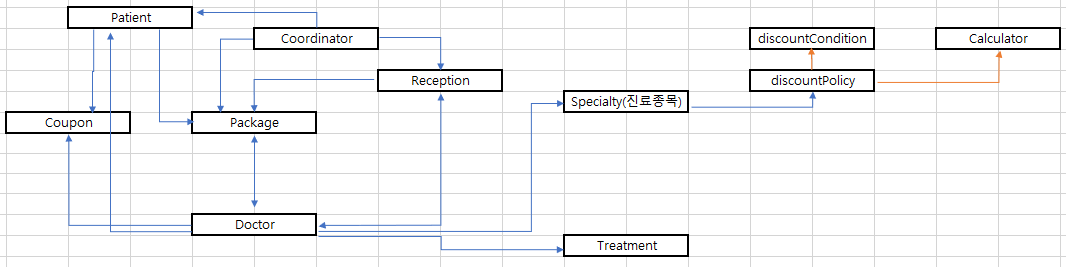 Patient
Coordinator
discountCondition
Calculator
Reception
discountPolicy
Specialty(진료종목)
Coupon
Package
Doctor
Treatment